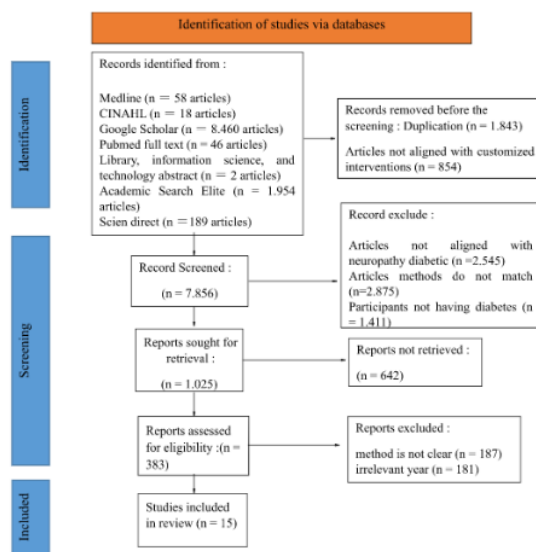 Identification of studies via databases
Identification
Records identified from :
Medline (n = 58 articles)
CINAHL (n = 18 articles)
Google Scholar (n = 8.460 articles)
Pubmed full text (n = 46 articles)
Library, information science, and
technology abstract (n = 2 articles)
Academic Search Elite (n = 1.954
articles)
Scien direct (n = 189 articles)
Records removed before the
screening : Duplication (n = 1.843)
Articles not aligned with customized
interventions (n = 854)
Screening
Record Screened :
(n = 7.856)
Record exclude :
Articles not aligned with
neuropathy diabetic (n =2.545)
Articles methods do not match
(n=2.875)
Participants not having diabetes (n
= 1.411)
Reports sought for
retrieval :
(n = 1.025)
Reports not retrieved :
(n = 642)
Reports assessed
for eligibility :(n =
383)
Reports excluded :
method is not clear (n = 187)
irrelevant year (n = 181)
Included
Studies included
in review (n = 15)